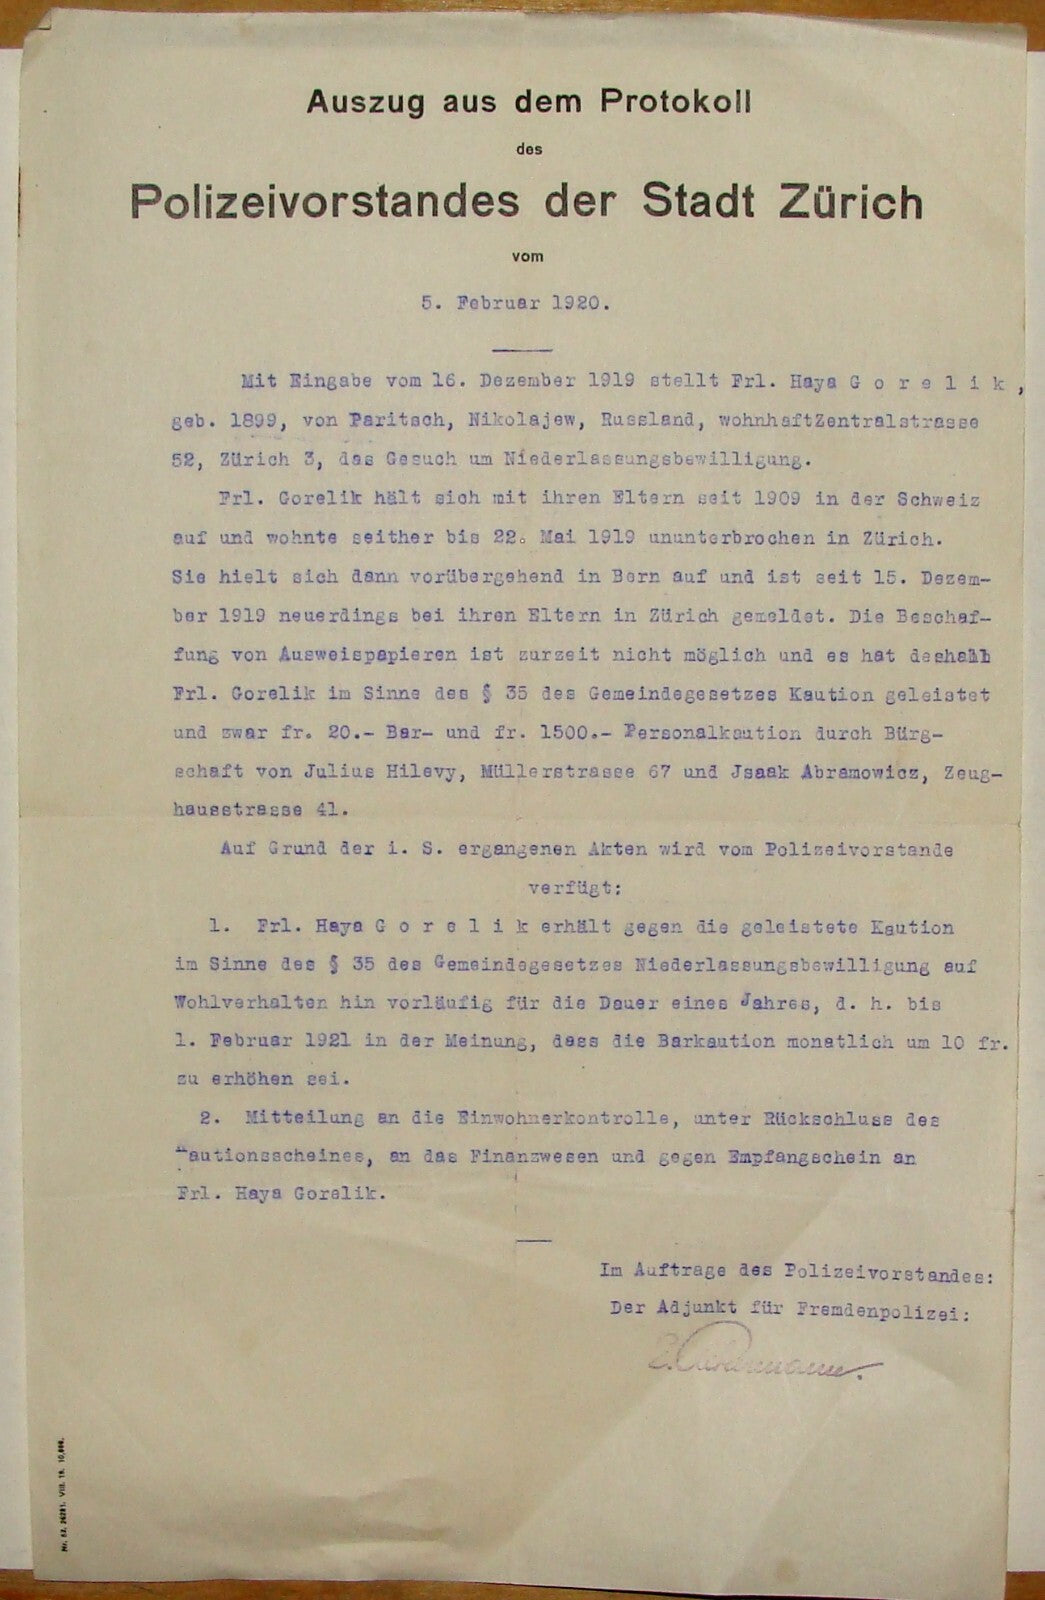 Auszug aus dem Protokoll
des
Polizeivorstandes der Stadt Zürich
vom
5. Februar 1920.
Mit Eingabe vom 16. Dezember 1919 stellt Frl. Haya G o r e l i k ,
geb. 1899, von Paritsch, Nikolajew, Russland, wohnhaftZentralstrasse
52, Zürich 3, das Gesuch um Niederlassungsbewilligung.
Frl. Gorelik hält sich mit ihren Eltern seit 1909 in der Schweiz
auf und wohnte seither bis 22. Mai 1919 ununterbrochen in Zürich.
Sie hielt sich dann vorübergehend in Bern auf und ist seit 15. Dezem-
ber 1919 neuerdings bei ihren Eltern in Zürich gemeldet. Die Beschaf-
fung von Ausweispapieren ist zurzeit nicht möglich und es hat deshalb
Frl. Gorelik im Sinne des § 35 des Gemeindegesetzes Kaution geleistet
und zwar fr. 20.- Bar- und fr. 1500.- Personalkaution durch Bürg-
schaft von Julius Hilevy, Müllerstrasse 67 und Jsaak Abramowicz, Zeug-
hausstrasse 41.
Auf Grund der i. S. ergangenen Akten wird vom Polizeivorstande
verfügt:
1. Frl. Haya G o r e l i k erhält gegen die geleistete Kaution
im Sinne des § 35 des Gemeindegesetzes Niederlassungsbewilligung auf
Wohlverhalten hin vorläufig für die Dauer eines Jahres, d. h. bis
1. Februar 1921 in der Meinung, dass die Barkaution monatlich um 10 fr.
zu erhöhen sei.
2. Mitteilung an die Einwohnerkontrolle, unter Rückschluss des
Kautionsscheines, an das Finanzwesen und gegen Empfangschein an
Frl. Haya Gorelik.
Im Auftrage des Polizeivorstandes:
Der Adjunkt für Fremdenpolizei:
Nr. 52. 26281. VIII. 19. 10,000.